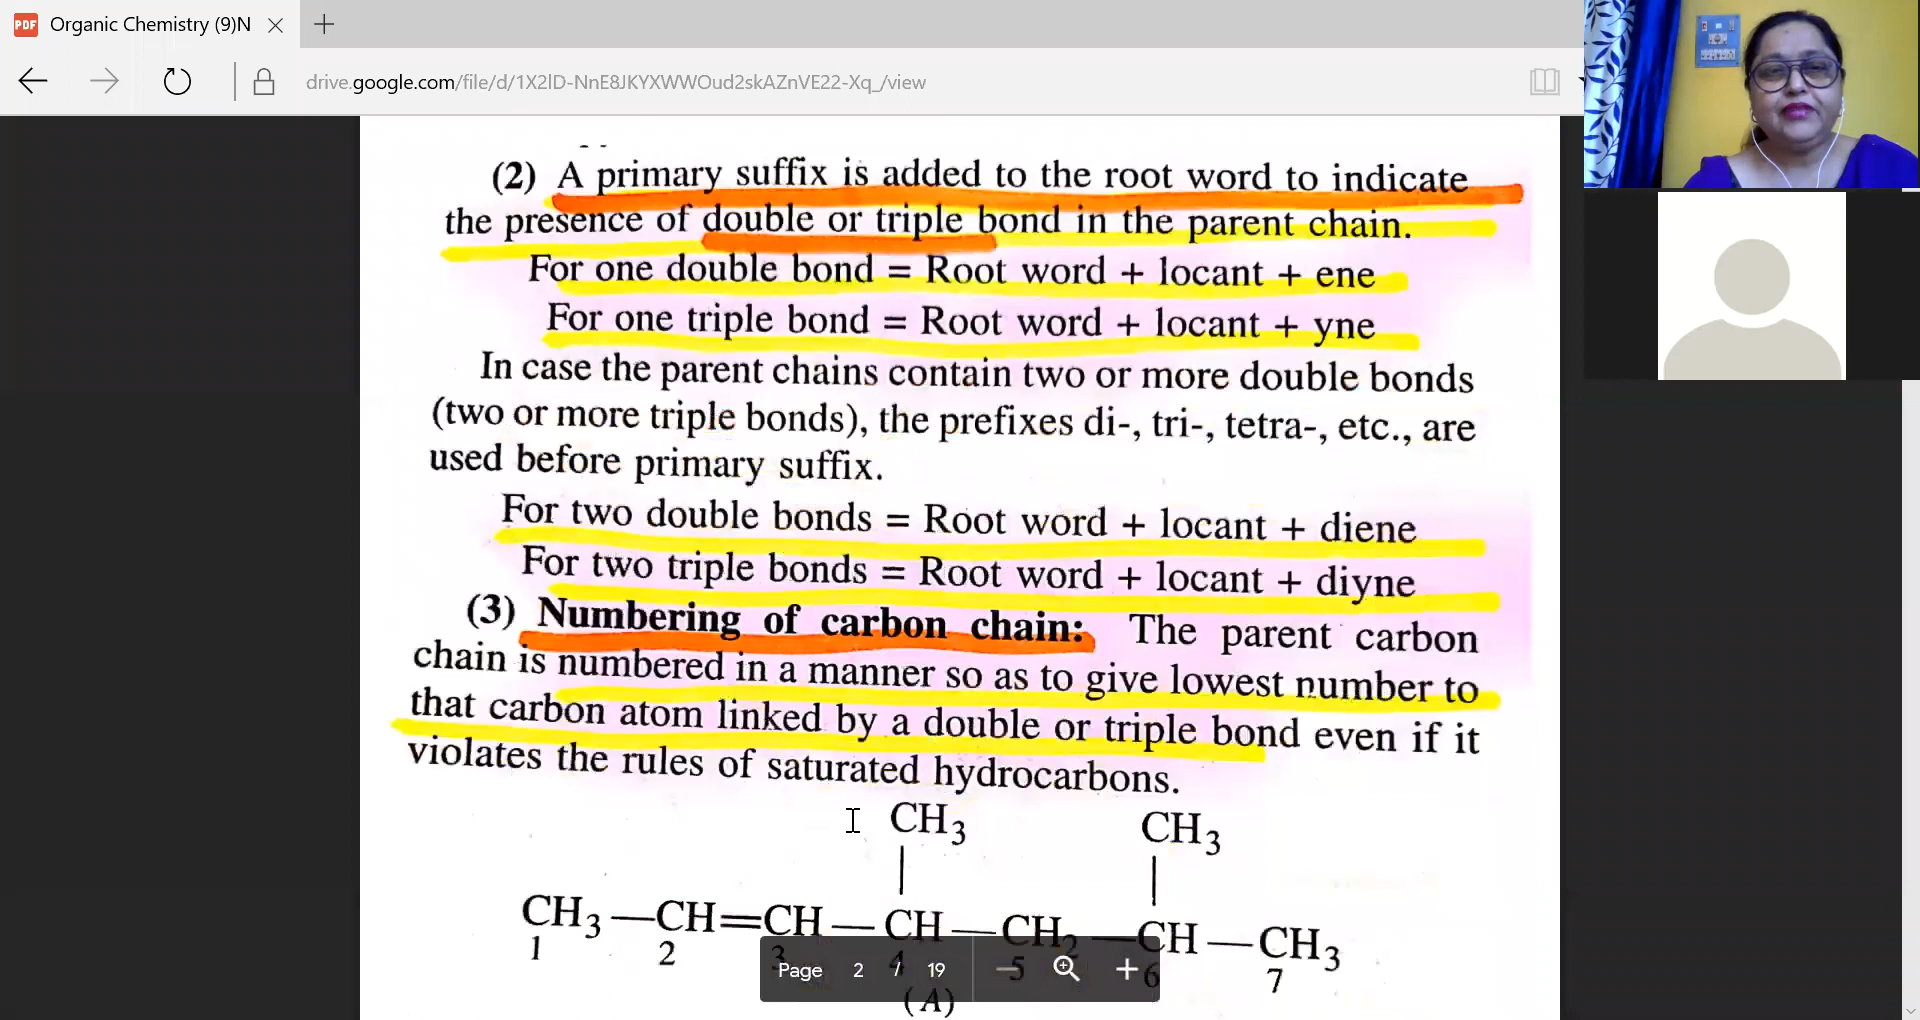 Organic Chemistry (9)N
drive.google.com/file/d/1X2lD-NnE8JKYXWWOud2skAZnVE22-Xq_/view
(2) A primary suffix is added to the root word to indicate
the presence of double or triple bond in the parent chain.
For one double bond = Root word + locant + ene
For one triple bond = Root word + locant + yne
In case the parent chains contain two or more double bonds
(two or more triple bonds), the prefixes di-, tri-, tetra-, etc., are
used before primary suffix.
For two double bonds = Root word + locant + diene
For two triple bonds = Root word + locant + diyne
(3) Numbering of carbon chain: The parent carbon
chain is numbered in a manner so as to give lowest number to
that carbon atom linked by a double or triple bond even if it
violates the rules of saturated hydrocarbons.
CH3 CH3
CH3—CH=CH—CH—CH2—CH—CH3
1 2 3 4 5 6 7
Page 2 / 19
(A)